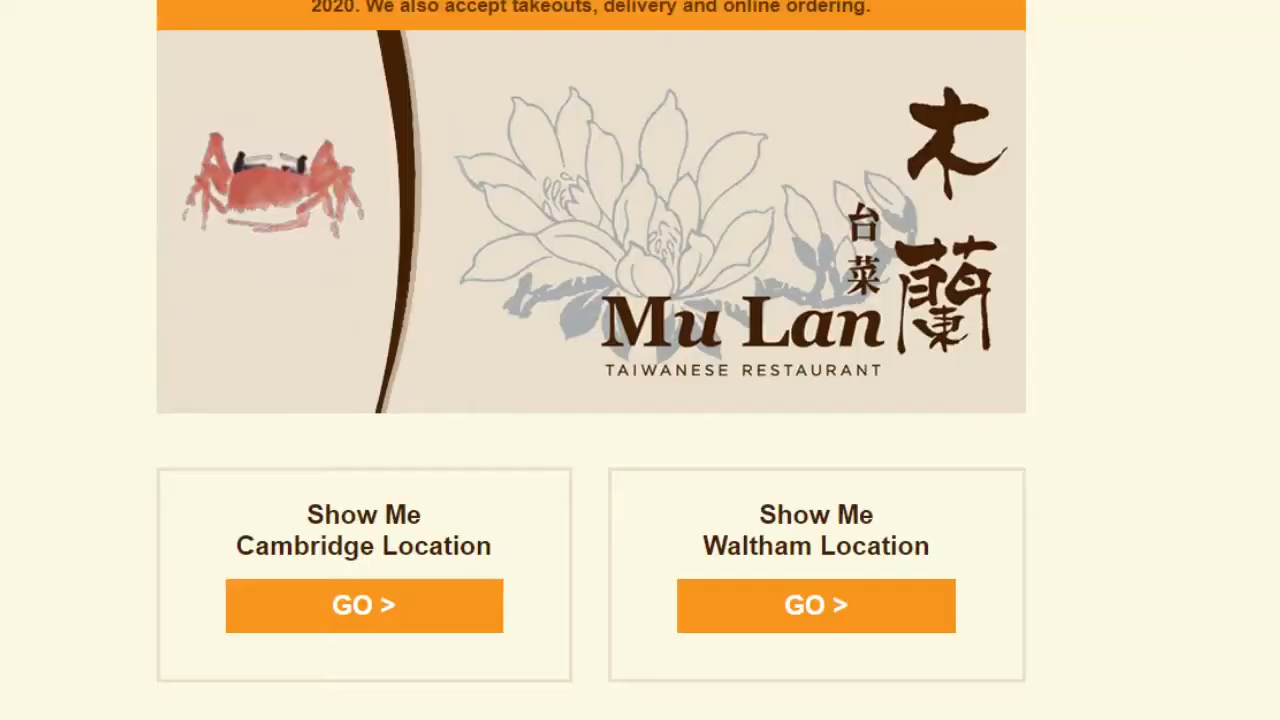 2020. We also accept takeouts, delivery and online ordering.
木蘭
台菜
Mu Lan
TAIWANESE RESTAURANT
Show Me
Cambridge Location
GO >
Show Me
Waltham Location
GO >